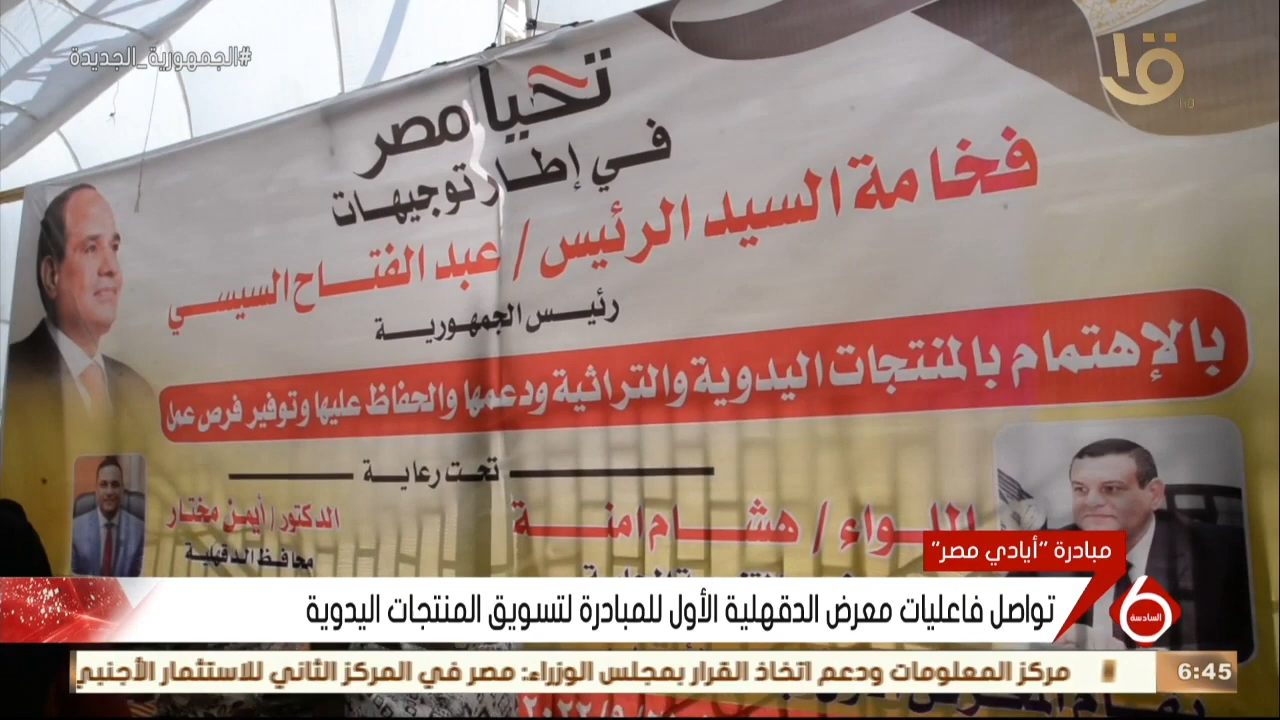 #الجمهورية_الجديدة
تحيا مصر
في إطار توجيهات
فخامة السيد الرئيس / عبد الفتاح السيسي
رئيس الجمهورية
بالإهتمام بالمنتجات اليدوية والتراثية ودعمها والحفاظ عليها وتوفير فرص عمل
تحت رعاية
اللواء / هشام امنة
الدكتور / أيمن مختار
محافظ الدقهلية
مبادرة "أيادي مصر"
تواصل فاعليات معرض الدقهلية الأول للمبادرة لتسويق المنتجات اليدوية
السادسة
6
مركز المعلومات ودعم اتخاذ القرار بمجلس الوزراء: مصر في المركز الثاني للاستثمار الأجنبي
6:45